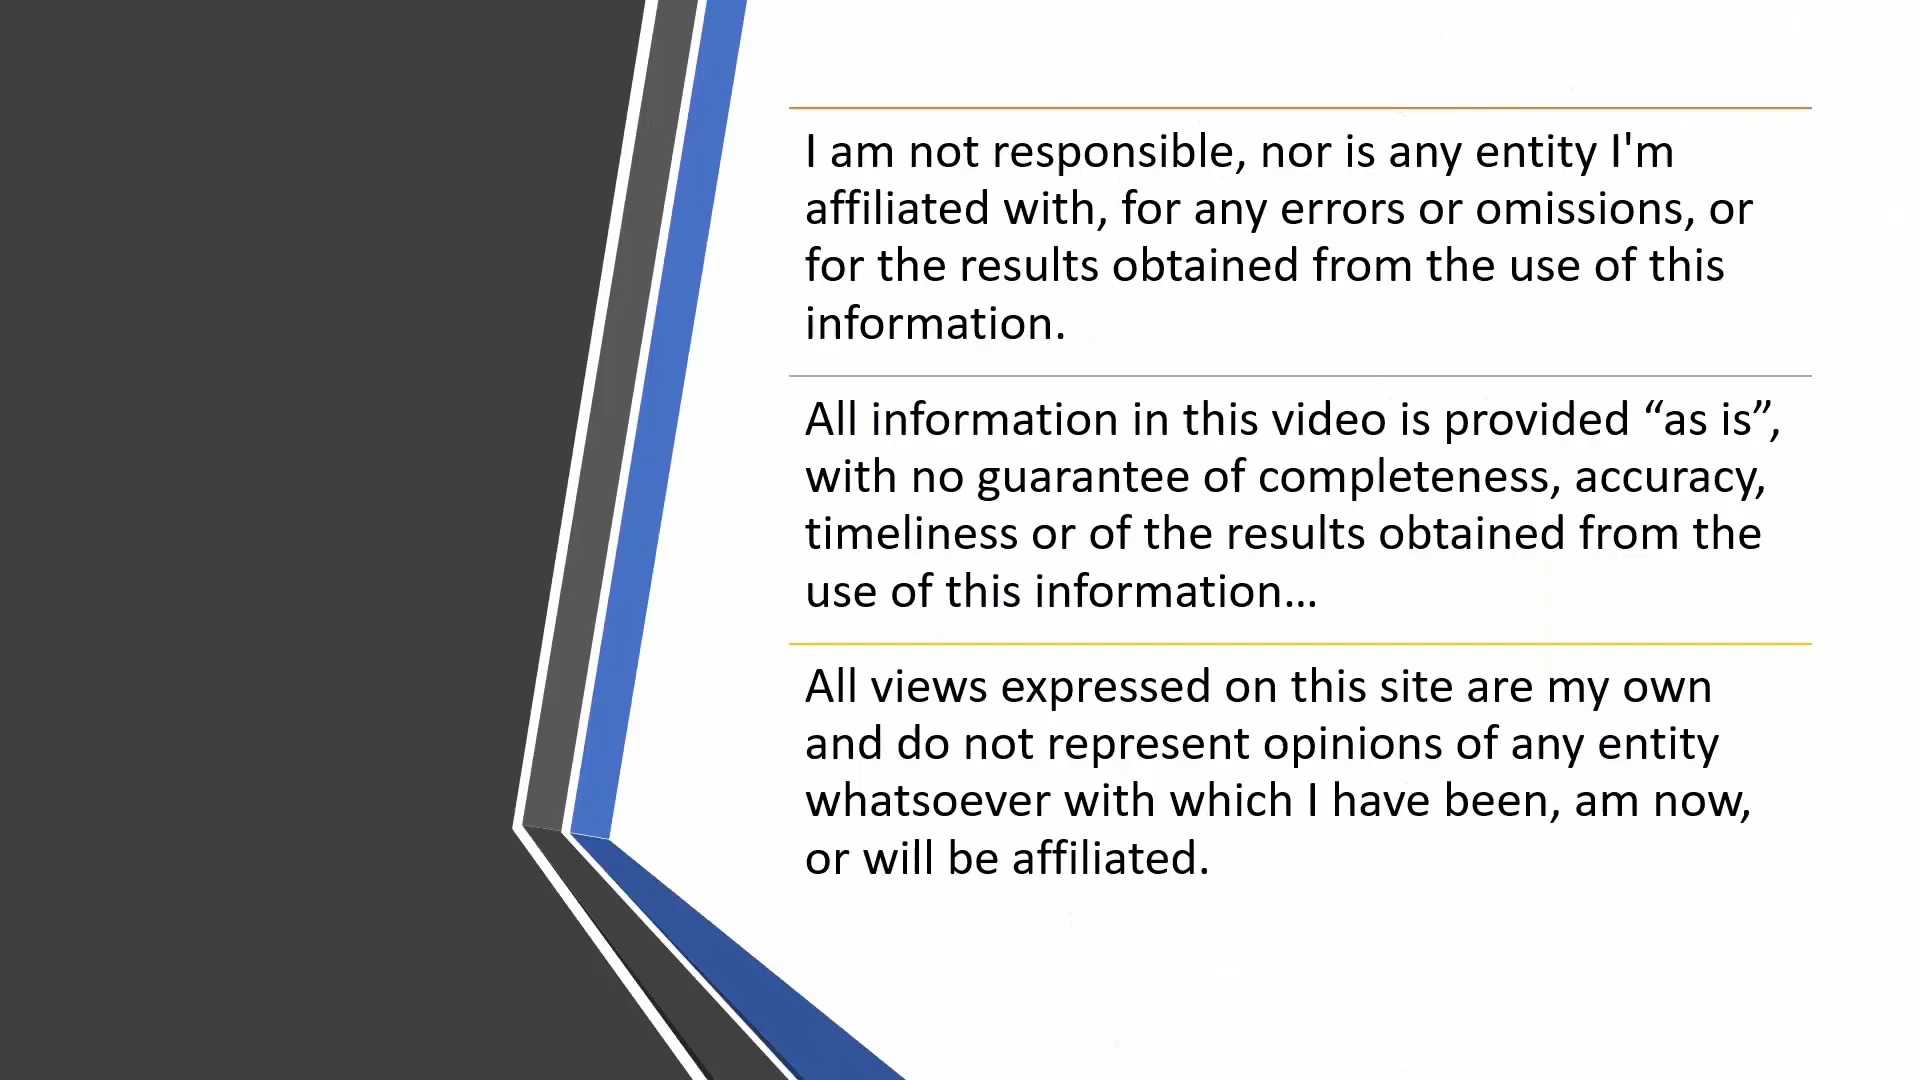 I am not responsible, nor is any entity I'm
affiliated with, for any errors or omissions, or
for the results obtained from the use of this
information.
All information in this video is provided “as is”,
with no guarantee of completeness, accuracy,
timeliness or of the results obtained from the
use of this information…
All views expressed on this site are my own
and do not represent opinions of any entity
whatsoever with which I have been, am now,
or will be affiliated.